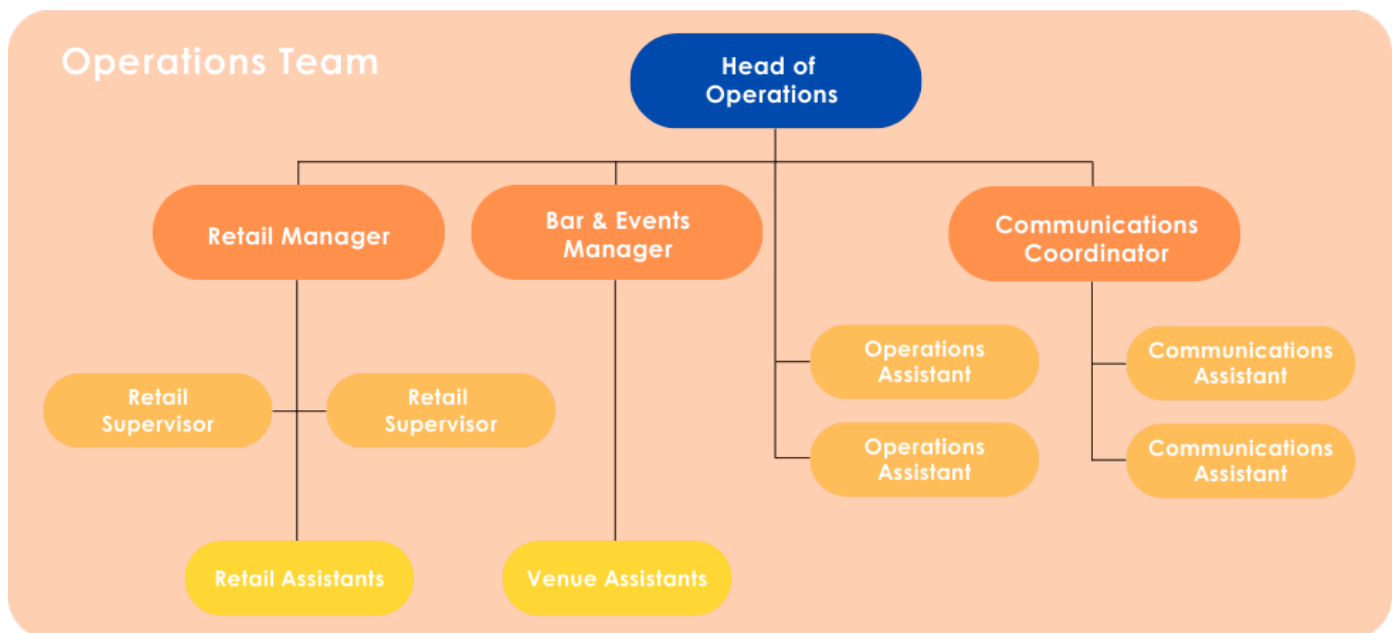 Operations Team
Head of
Operations
Retail Manager
Bar & Events
Manager
Communications
Coordinator
Operations
Assistant
Communications
Assistant
Retail
Supervisor
Retail
Supervisor
Operations
Assistant
Communications
Assistant
Retail Assistants
Venue Assistants